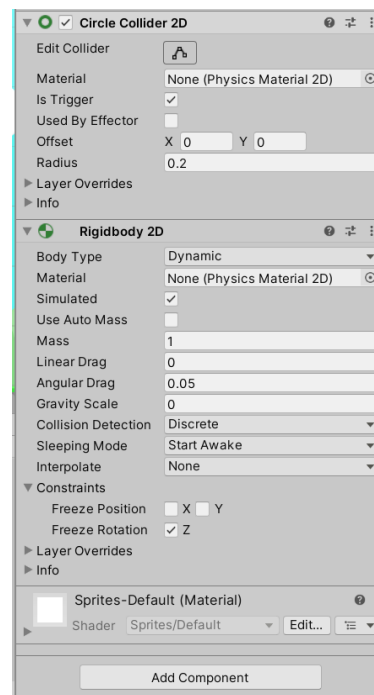 Circle Collider 2D
Edit Collider
Material None (Physics Material 2D)
Is Trigger
Used By Effector
Offset X 0 Y 0
Radius 0.2
Layer Overrides
Info
Rigidbody 2D
Body Type Dynamic
Material None (Physics Material 2D)
Simulated
Use Auto Mass
Mass 1
Linear Drag 0
Angular Drag 0.05
Gravity Scale 0
Collision Detection Discrete
Sleeping Mode Start Awake
Interpolate None
Constraints
Freeze Position X Y
Freeze Rotation Z
Layer Overrides
Info
Sprites-Default (Material)
Shader Sprites/Default Edit...
Add Component